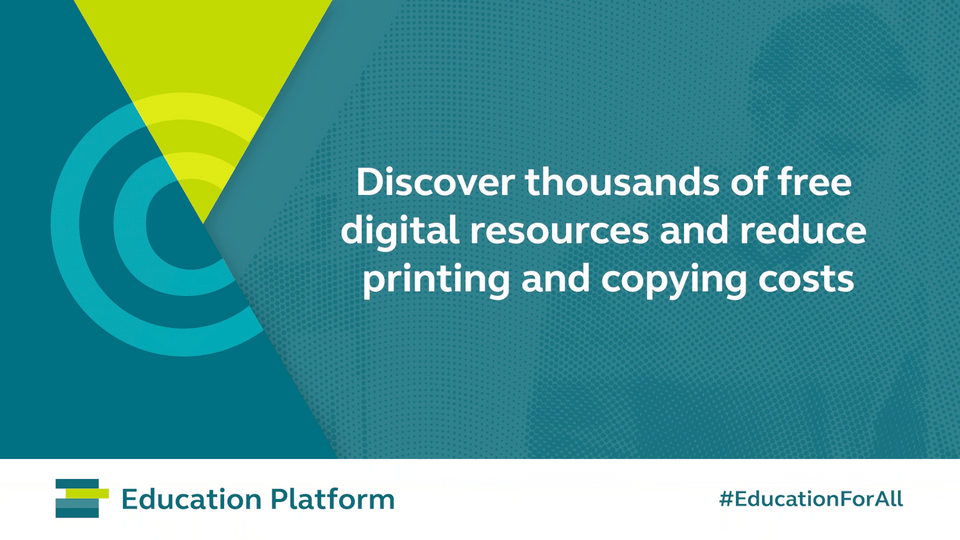 Discover thousands of free
digital resources and reduce
printing and copying costs
Education Platform
#EducationForAll